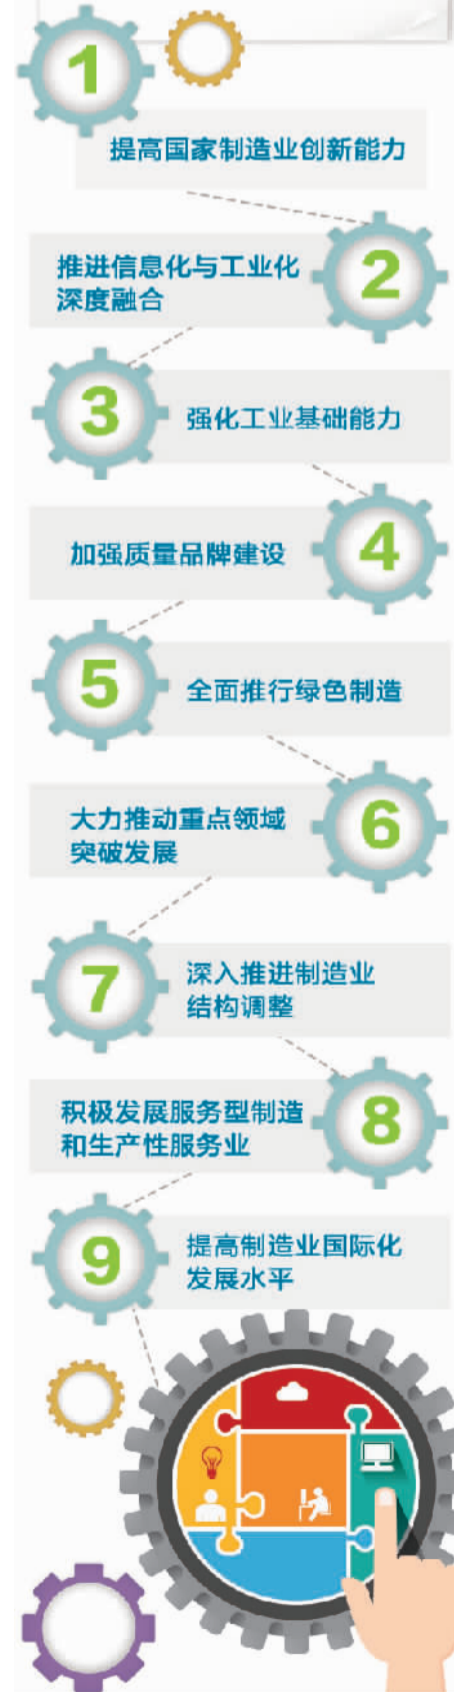 1
提高国家制造业创新能力
2
推进信息化与工业化
深度融合
3
强化工业基础能力
4
加强质量品牌建设
5
全面推行绿色制造
6
大力推动重点领域
突破发展
7
深入推进制造业
结构调整
8
积极发展服务型制造
和生产性服务业
9
提高制造业国际化
发展水平